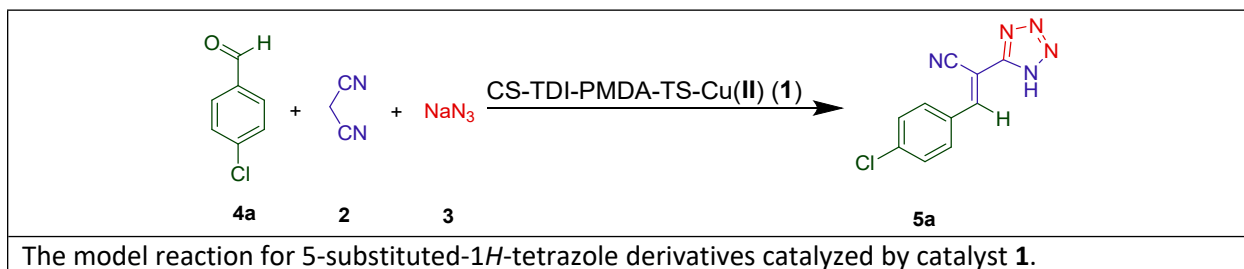 O H
CN
CN
Cl
+
+
NaN₃
CS-TDI-PMDA-TS-Cu(II) (1)
N N
N N
H
NC
H
Cl
4a 2 3 5a
The model reaction for 5-substituted-1H-tetrazole derivatives catalyzed by catalyst 1.